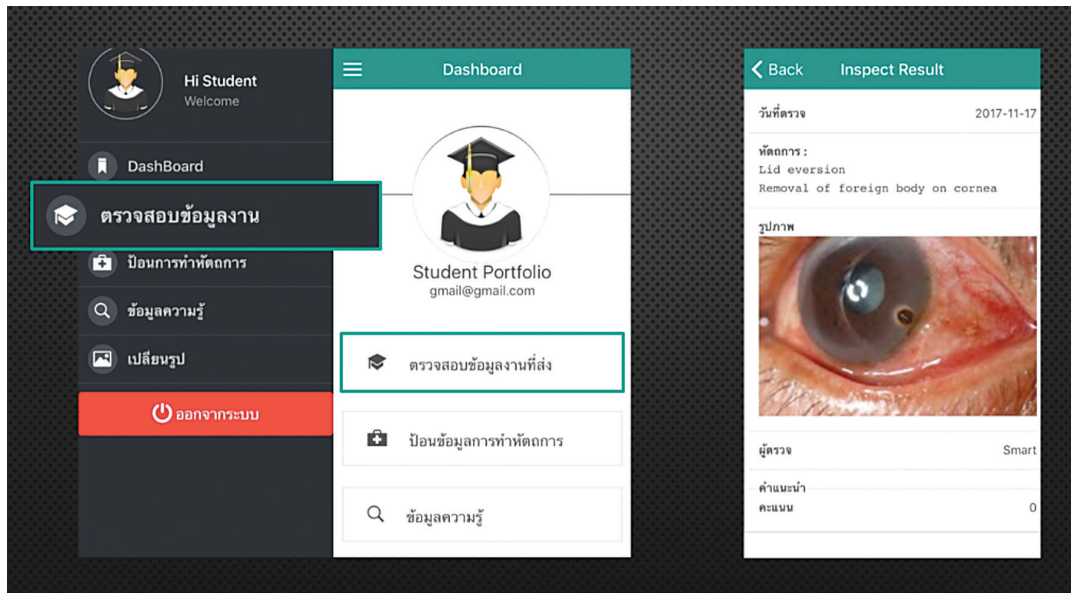 Hi Student
Welcome
DashBoard
ตรวจสอบข้อมูลงาน
ป้อนการทำหัตถการ
ข้อมูลความรู้
เปลี่ยนรูป
ออกจากระบบ
Dashboard
Student Portfolio
gmail@gmail.com
ตรวจสอบข้อมูลงานที่ส่ง
ป้อนข้อมูลการทำหัตถการ
ข้อมูลความรู้
Back Inspect Result
วันที่ตรวจ 2017-11-17
หัตถการ :
Lid eversion
Removal of foreign body on cornea
รูปภาพ
ผู้ตรวจ Smart
คำแนะนำ
คะแนน 0